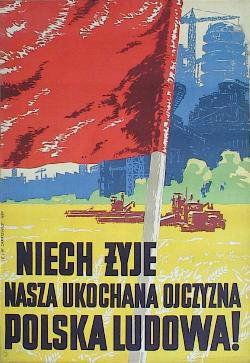 NIECH ŻYJE
NASZA UKOCHANA OJCZYZNA
POLSKA LUDOWA!